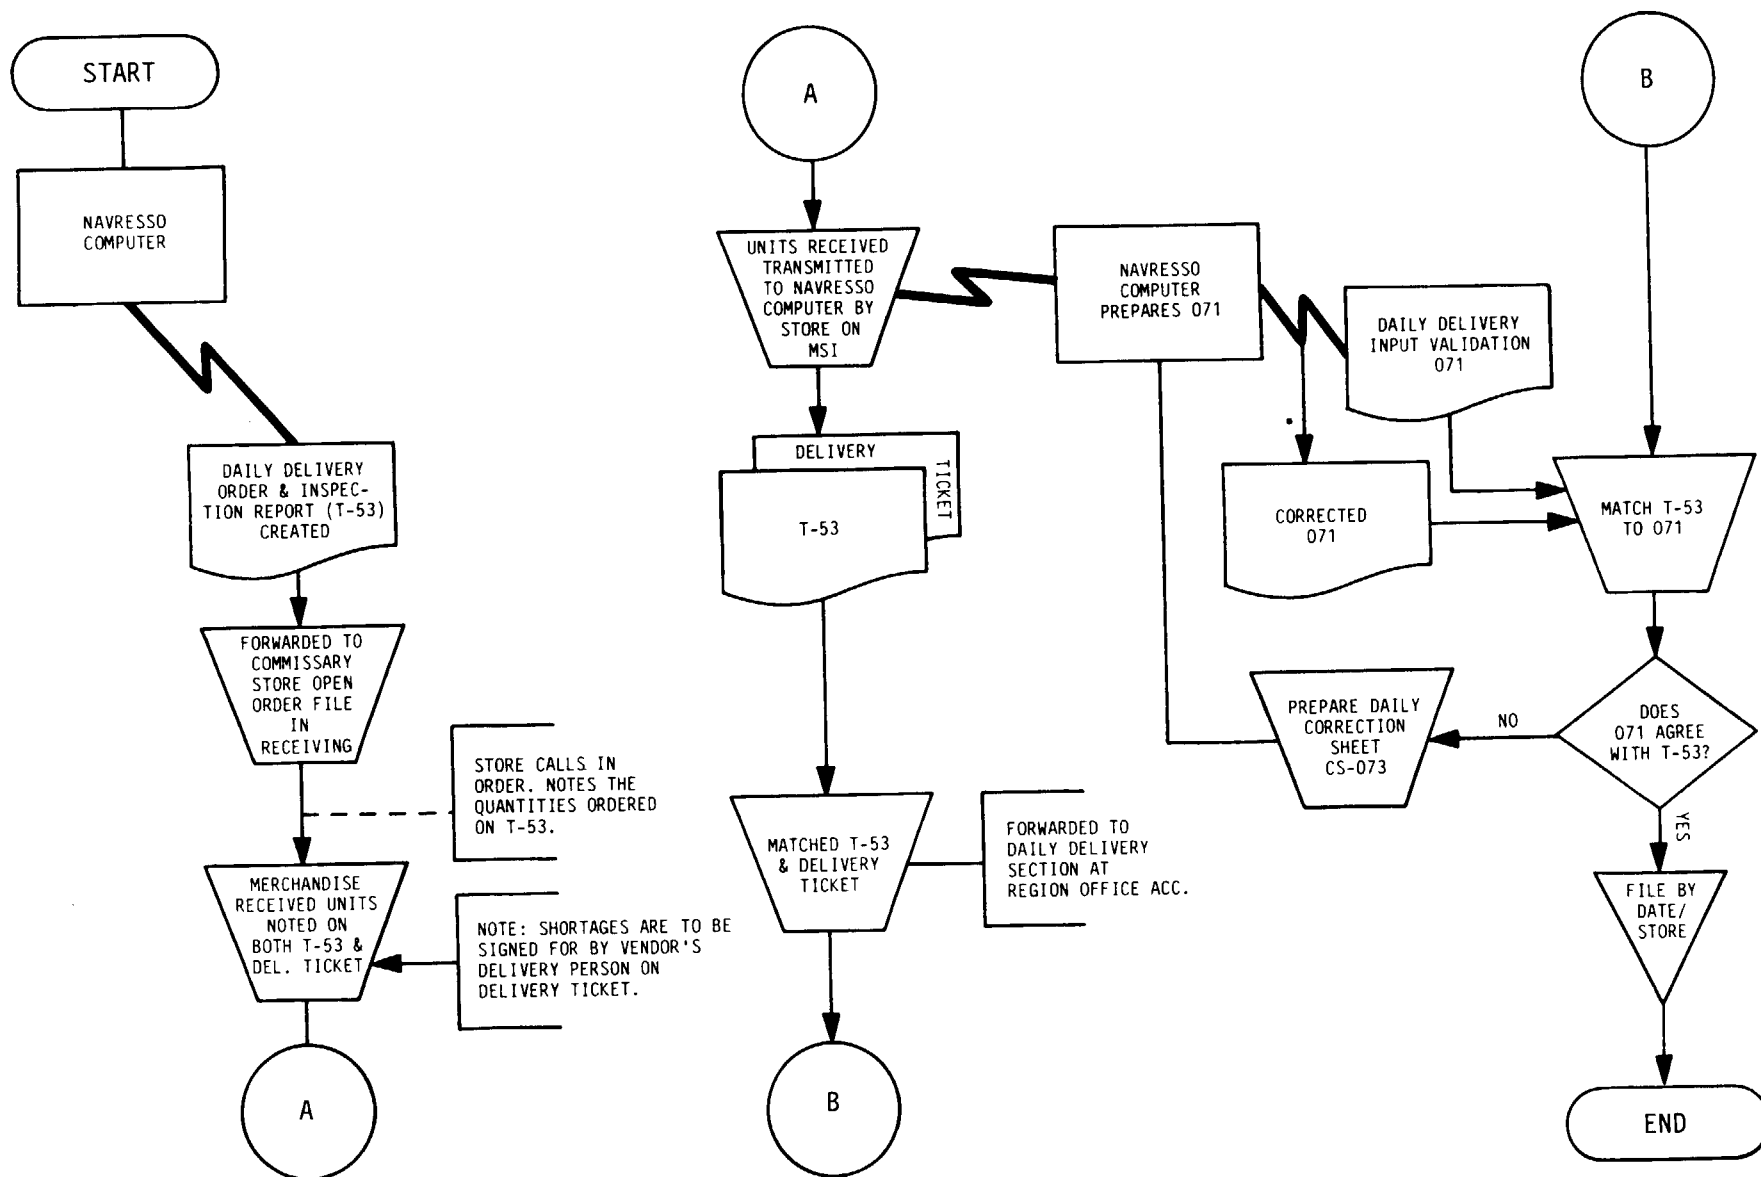 START
NAVRESSO
COMPUTER
DAILY DELIVERY
ORDER & INSPEC-
TION REPORT (T-53)
CREATED
FORWARDED TO
COMMISSARY
STORE OPEN
ORDER FILE
IN
RECEIVING
STORE CALLS IN
ORDER. NOTES THE
QUANTITIES ORDERED
ON T-53.
MERCHANDISE
RECEIVED UNITS
NOTED ON
BOTH T-53 &
DEL. TICKET
NOTE: SHORTAGES ARE TO BE
SIGNED FOR BY VENDOR'S
DELIVERY PERSON ON
DELIVERY TICKET.
A
A
UNITS RECEIVED
TRANSMITTED
TO NAVRESSO
COMPUTER BY
STORE ON
MSI
DELIVERY
TICKET
T-53
MATCHED T-53
& DELIVERY
TICKET
FORWARDED TO
DAILY DELIVERY
SECTION AT
REGION OFFICE ACC.
B
NAVRESSO
COMPUTER
PREPARES 071
DAILY DELIVERY
INPUT VALIDATION
071
CORRECTED
071
PREPARE DAILY
CORRECTION
SHEET
CS-073
B
MATCH T-53
TO 071
DOES
071 AGREE
WITH T-53?
NO
YES
FILE BY
DATE/
STORE
END